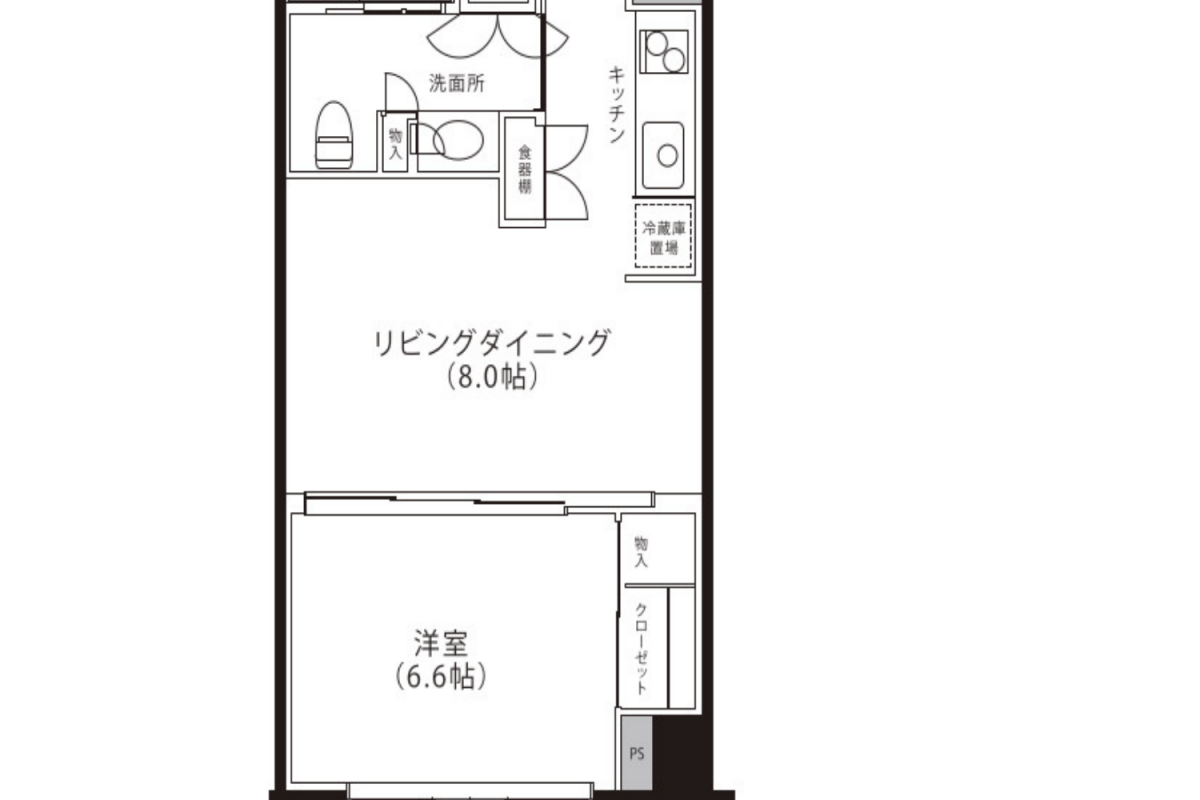 洗面所
キッチン
物入
食器棚
冷蔵庫
置場
リビングダイニング
(8.0帖)
物入
クローゼット
洋室
(6.6帖)
PS